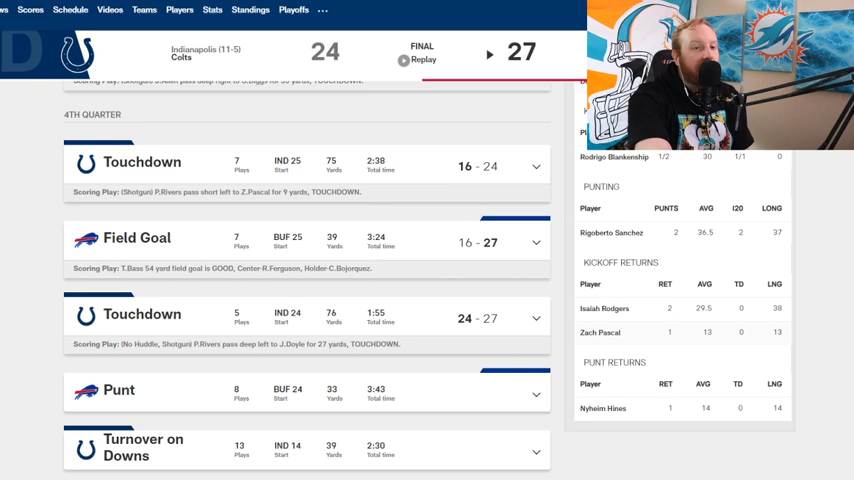 Scores Schedule Videos Teams Players Stats Standings Playoffs ...
Indianapolis (11-5)
Colts
24
FINAL
Replay
27
TOUCHDOWN.
4TH QUARTER
Touchdown
7 IND 25 75 2:38
Plays Start Yards Total time
16 - 24
Scoring Play: (Shotgun) P.Rivers pass short left to Z.Pascal for 9 yards, TOUCHDOWN.
Field Goal
7 BUF 25 39 3:24
Plays Start Yards Total time
16 - 27
Scoring Play: T.Bass 54 yard field goal is GOOD, Center-R.Ferguson, Holder-C.Bojorquez.
Touchdown
5 IND 24 76 1:55
Plays Start Yards Total time
24 - 27
Scoring Play: (No Huddle, Shotgun) P.Rivers pass deep left to J.Doyle for 27 yards, TOUCHDOWN.
Punt
8 BUF 24 33 3:43
Plays Start Yards Total time
Turnover on
Downs
13 IND 14 39 2:30
Plays Start Yards Total time
Rodrigo Blankenship 1/2 30 1/1 0
PUNTING
Player PUNTS AVG I20 LONG
Rigoberto Sanchez 2 36.5 2 37
KICKOFF RETURNS
Player RET AVG TD LNG
Isaiah Rodgers 2 29.5 0 38
Zach Pascal 1 13 0 13
PUNT RETURNS
Player RET AVG TD LNG
Nyheim Hines 1 14 0 14